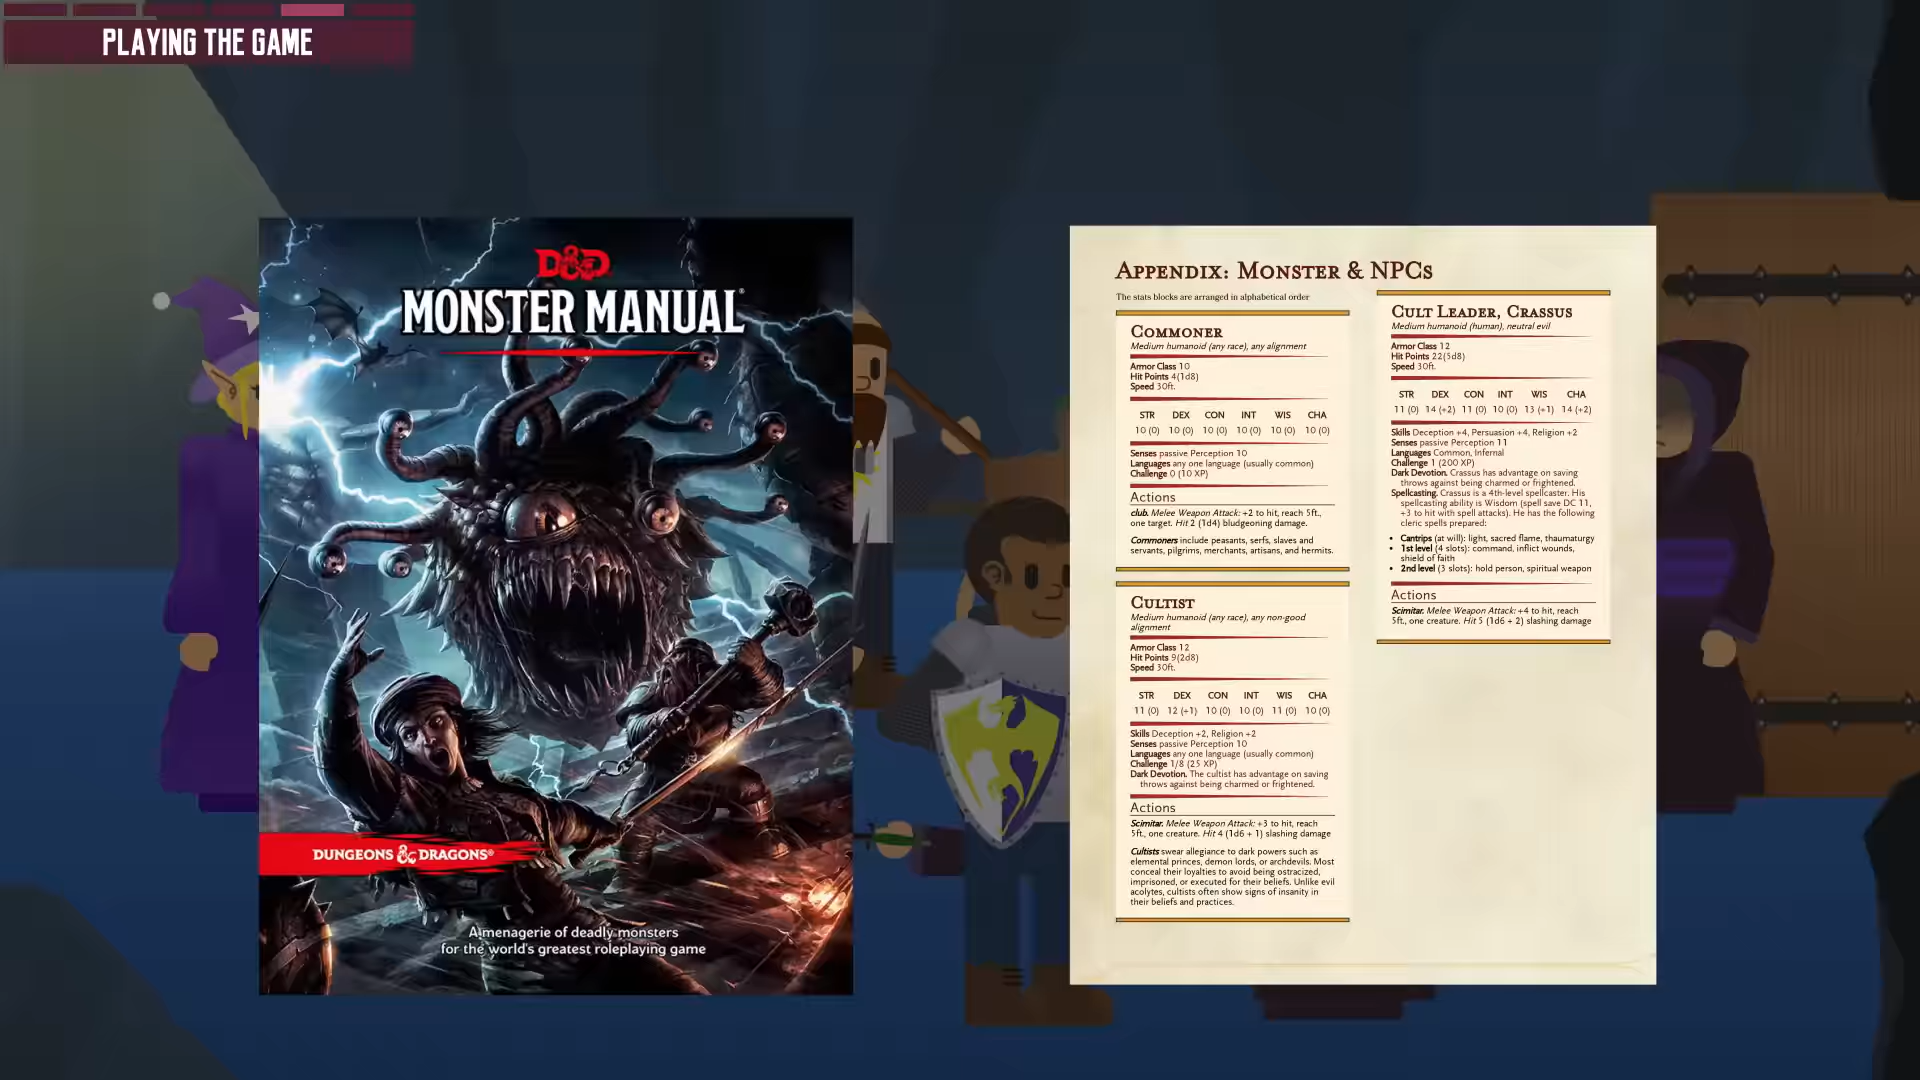 PLAYING THE GAME
D&D
MONSTER MANUAL®
DUNGEONS & DRAGONS®
A menagerie of deadly monsters
for the world's greatest roleplaying game
APPENDIX: MONSTER & NPCS
The stats blocks are arranged in alphabetical order
COMMONER
Medium humanoid (any race), any alignment
Armor Class 10
Hit Points 4(1d8)
Speed 30ft.
STR DEX CON INT WIS CHA
10 (0) 10 (0) 10 (0) 10 (0) 10 (0) 10 (0)
Senses passive Perception 10
Languages any one language (usually common)
Challenge 0 (10 XP)
Actions
club. Melee Weapon Attack: +2 to hit, reach 5ft.,
one target. Hit 2 (1d4) bludgeoning damage.
Commoners include peasants, serfs, slaves and
servants, pilgrims, merchants, artisans, and hermits.
CULTIST
Medium humanoid (any race), any non-good
alignment
Armor Class 12
Hit Points 9(2d8)
Speed 30ft.
STR DEX CON INT WIS CHA
11 (0) 12 (+1) 10 (0) 10 (0) 11 (0) 10 (0)
Skills Deception +2, Religion +2
Senses passive Perception 10
Languages any one language (usually common)
Challenge 1/8 (25 XP)
Dark Devotion. The cultist has advantage on saving
throws against being charmed or frightened.
Actions
Scimitar. Melee Weapon Attack: +3 to hit, reach
5ft., one creature. Hit 4 (1d6 + 1) slashing damage
Cultists swear allegiance to dark powers such as
elemental princes, demon lords, or archdevils. Most
conceal their loyalties to avoid being ostracized,
imprisoned, or executed for their beliefs. Unlike evil
acolytes, cultists often show signs of insanity in
their beliefs and practices.
CULT LEADER, CRASSUS
Medium humanoid (human), neutral evil
Armor Class 12
Hit Points 22(5d8)
Speed 30ft.
STR DEX CON INT WIS CHA
11 (0) 14 (+2) 11 (0) 10 (0) 13 (+1) 14 (+2)
Skills Deception +4, Persuasion +4, Religion +2
Senses passive Perception 11
Languages Common, Infernal
Challenge 1 (200 XP)
Dark Devotion. Crassus has advantage on saving
throws against being charmed or frightened.
Spellcasting. Crassus is a 4th-level spellcaster. His
spellcasting ability is Wisdom (spell save DC 11,
+3 to hit with spell attacks). He has the following
cleric spells prepared:
• Cantrips (at will): light, sacred flame, thaumaturgy
• 1st level (4 slots): command, inflict wounds,
shield of faith
• 2nd level (3 slots): hold person, spiritual weapon
Actions
Scimitar. Melee Weapon Attack: +4 to hit, reach
5ft., one creature. Hit 5 (1d6 + 2) slashing damage